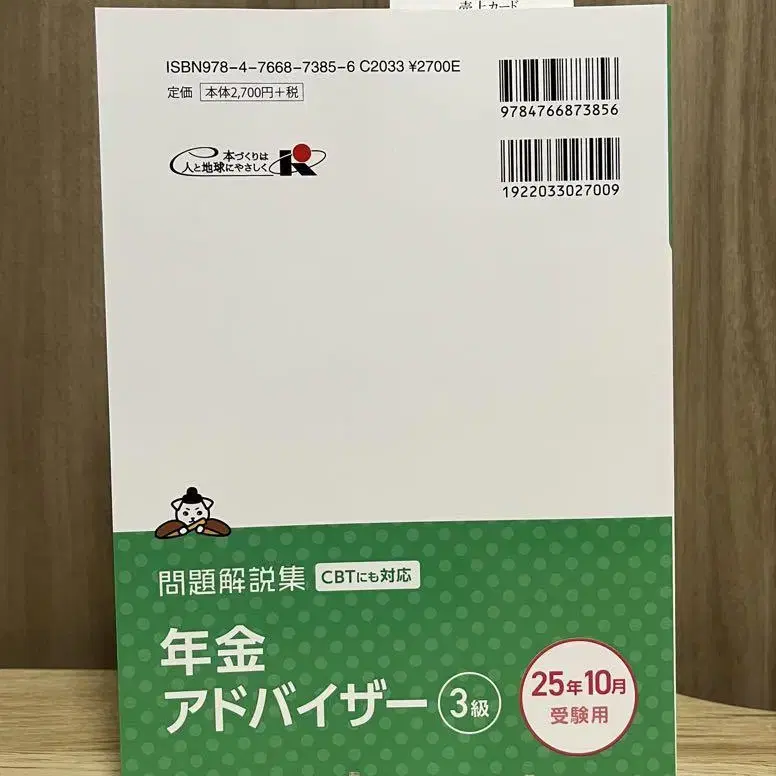 売上カード
ISBN978-4-7668-7385-6 C2033 ¥2700E
定価 本体2,700円+税
9784766873856
本づくりは
人と地球にやさしく
1922033027009
問題解説集 CBTにも対応
年金
アドバイザー 3級
25年10月
受験用